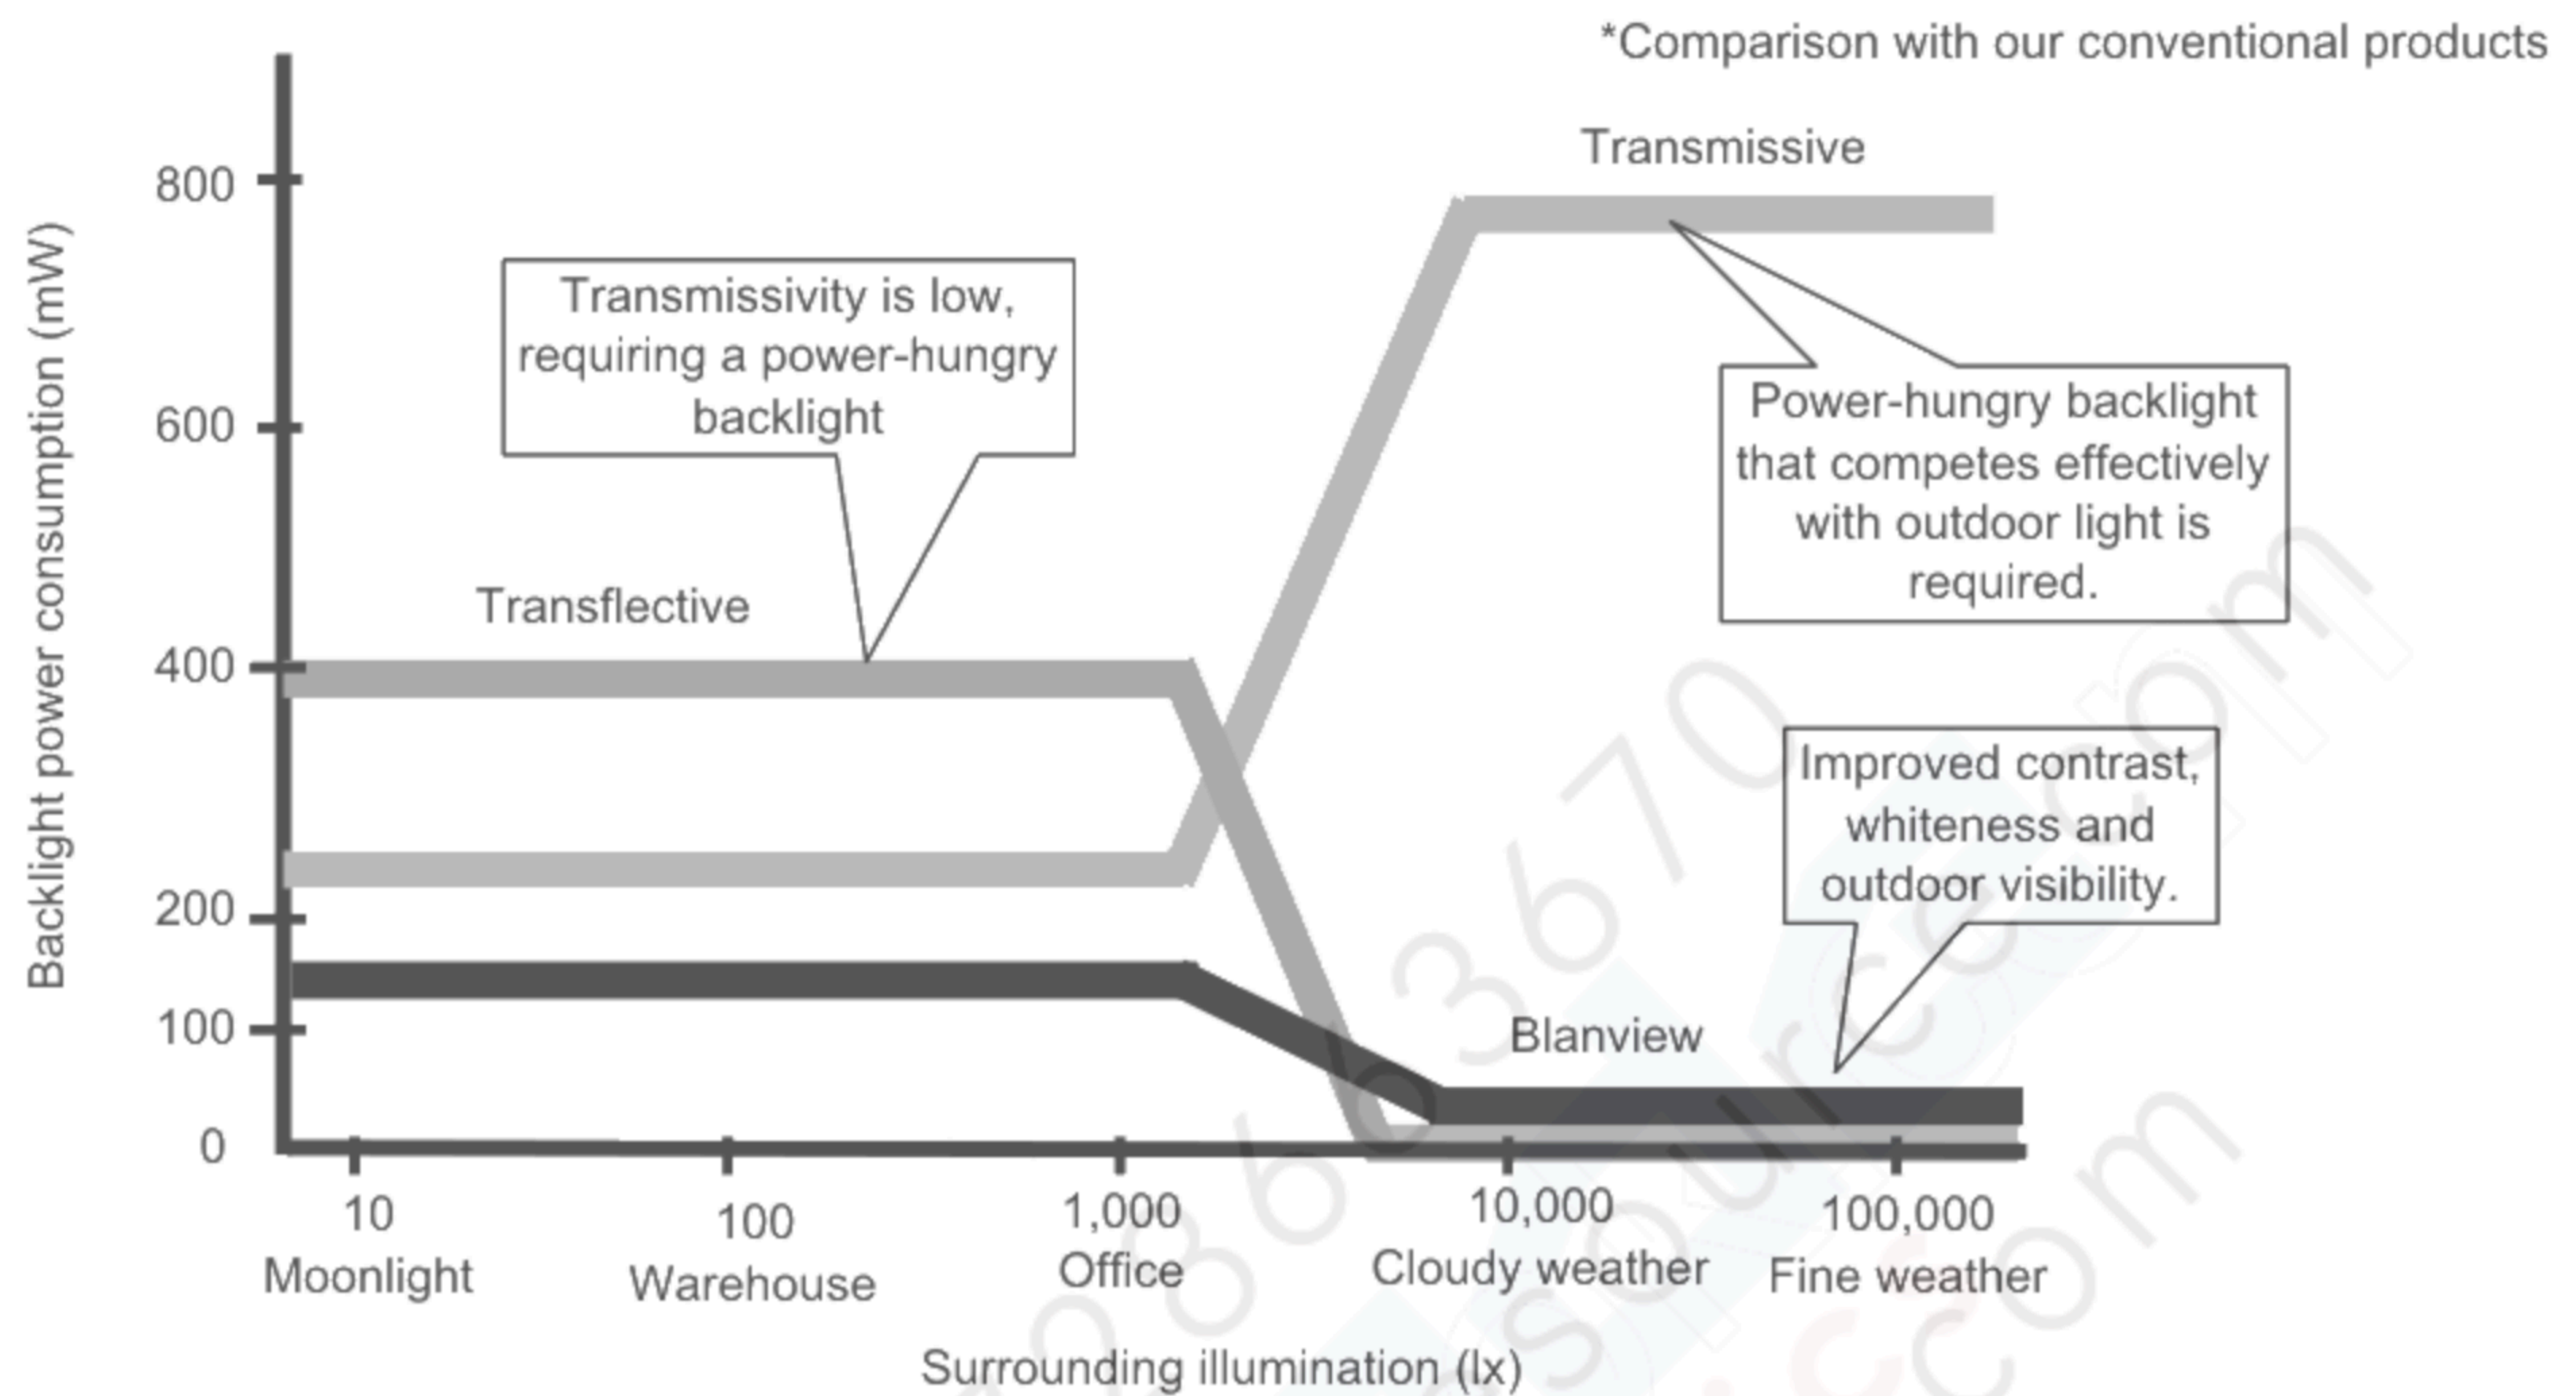 *Comparison with our conventional products
Transmissive
800
Transmissivity is low,
requiring a power-hungry
backlight
Power-hungry backlight
that competes effectively
with outdoor light is
required.
600
Transflective
400
Improved contrast,
whiteness and
outdoor visibility.
200
Blanview
100
0
Backlight power consumption (mW)
10
100
1,000
10,000
100,000
Moonlight
Warehouse
Office
Cloudy weather
Fine weather
Surrounding illumination (lx)